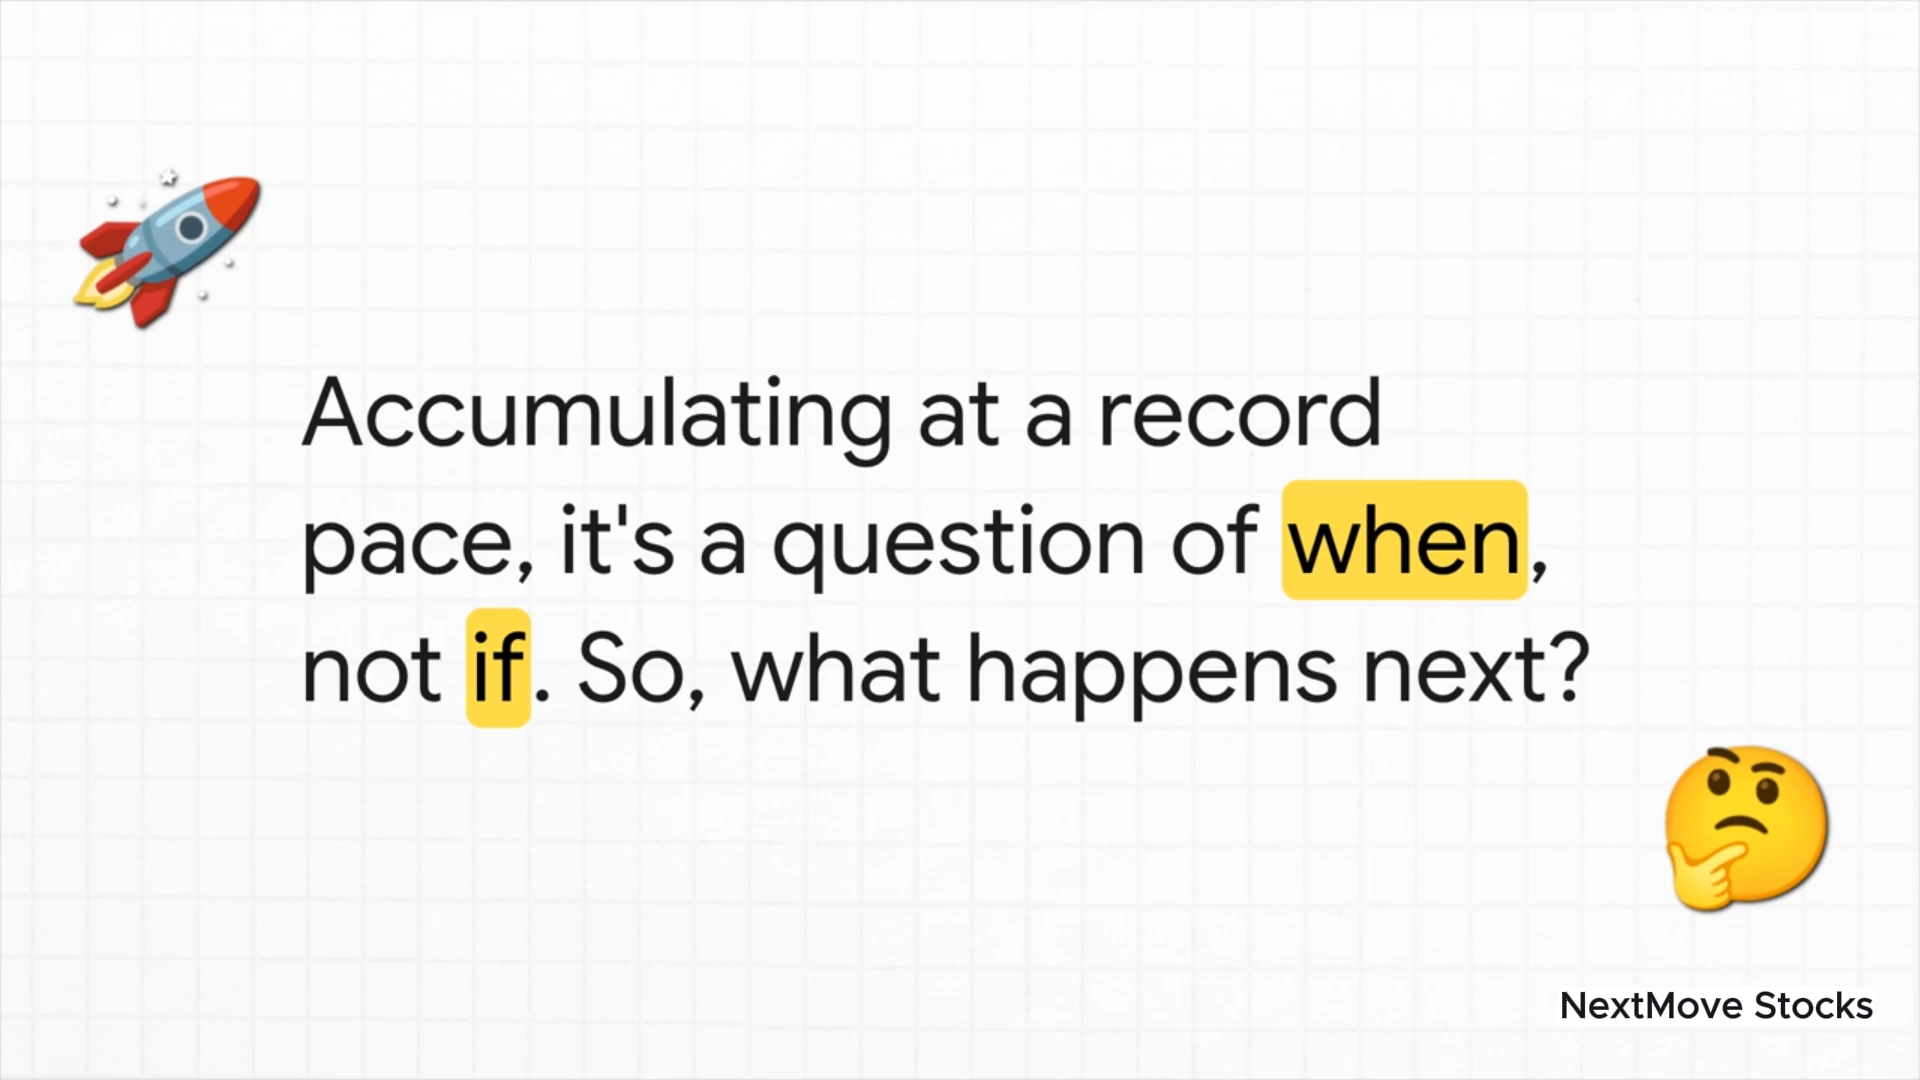 Accumulating at a record
pace, it's a question of when,
not if. So, what happens next?
NextMove Stocks